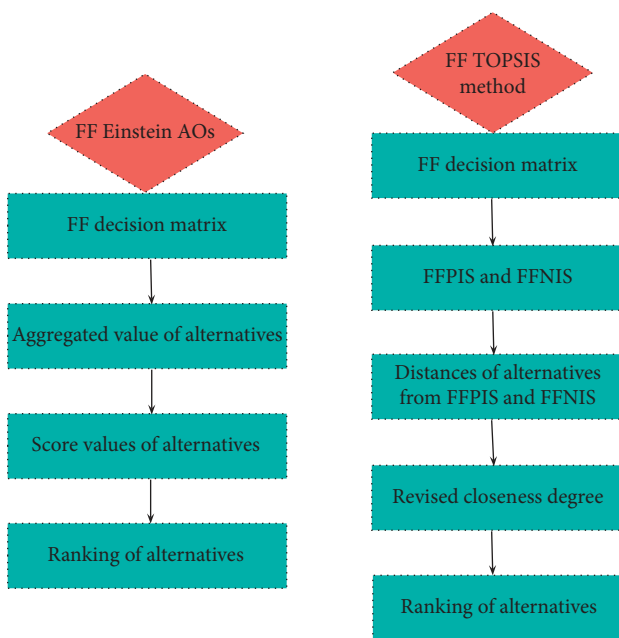 FF Einstein AOs
FF decision matrix
Aggregated value of alternatives
Score values of alternatives
Ranking of alternatives
FF TOPSIS
method
FF decision matrix
FFPIS and FFNIS
Distances of alternatives
from FFPIS and FFNIS
Revised closeness degree
Ranking of alternatives